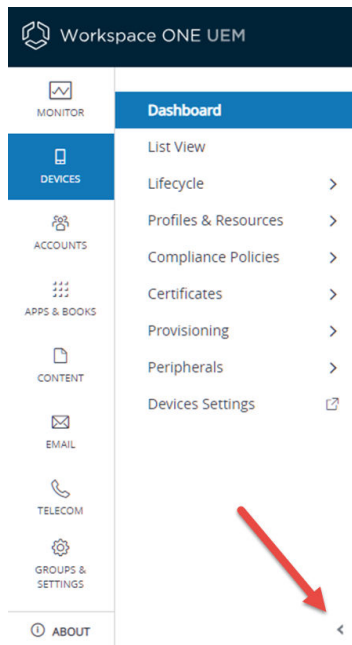 Workspace ONE UEM
MONITOR
DEVICES
ACCOUNTS
APPS & BOOKS
CONTENT
EMAIL
TELECOM
GROUPS &
SETTINGS
ABOUT
Dashboard
List View
Lifecycle
Profiles & Resources
Compliance Policies
Certificates
Provisioning
Peripherals
Devices Settings